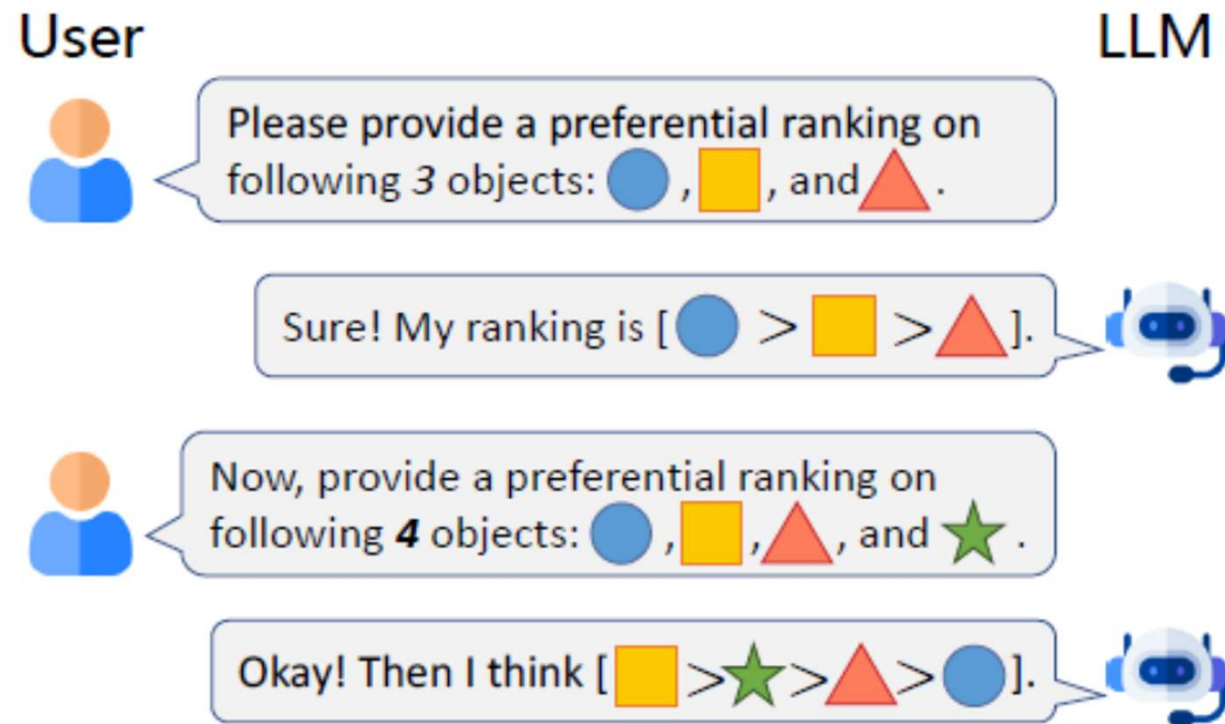 User
LLM
Please provide a preferential ranking on
following 3 objects: , , and .
Sure! My ranking is [ > > ].
Now, provide a preferential ranking on
following 4 objects: , , , and .
Okay! Then I think [ > > > ].